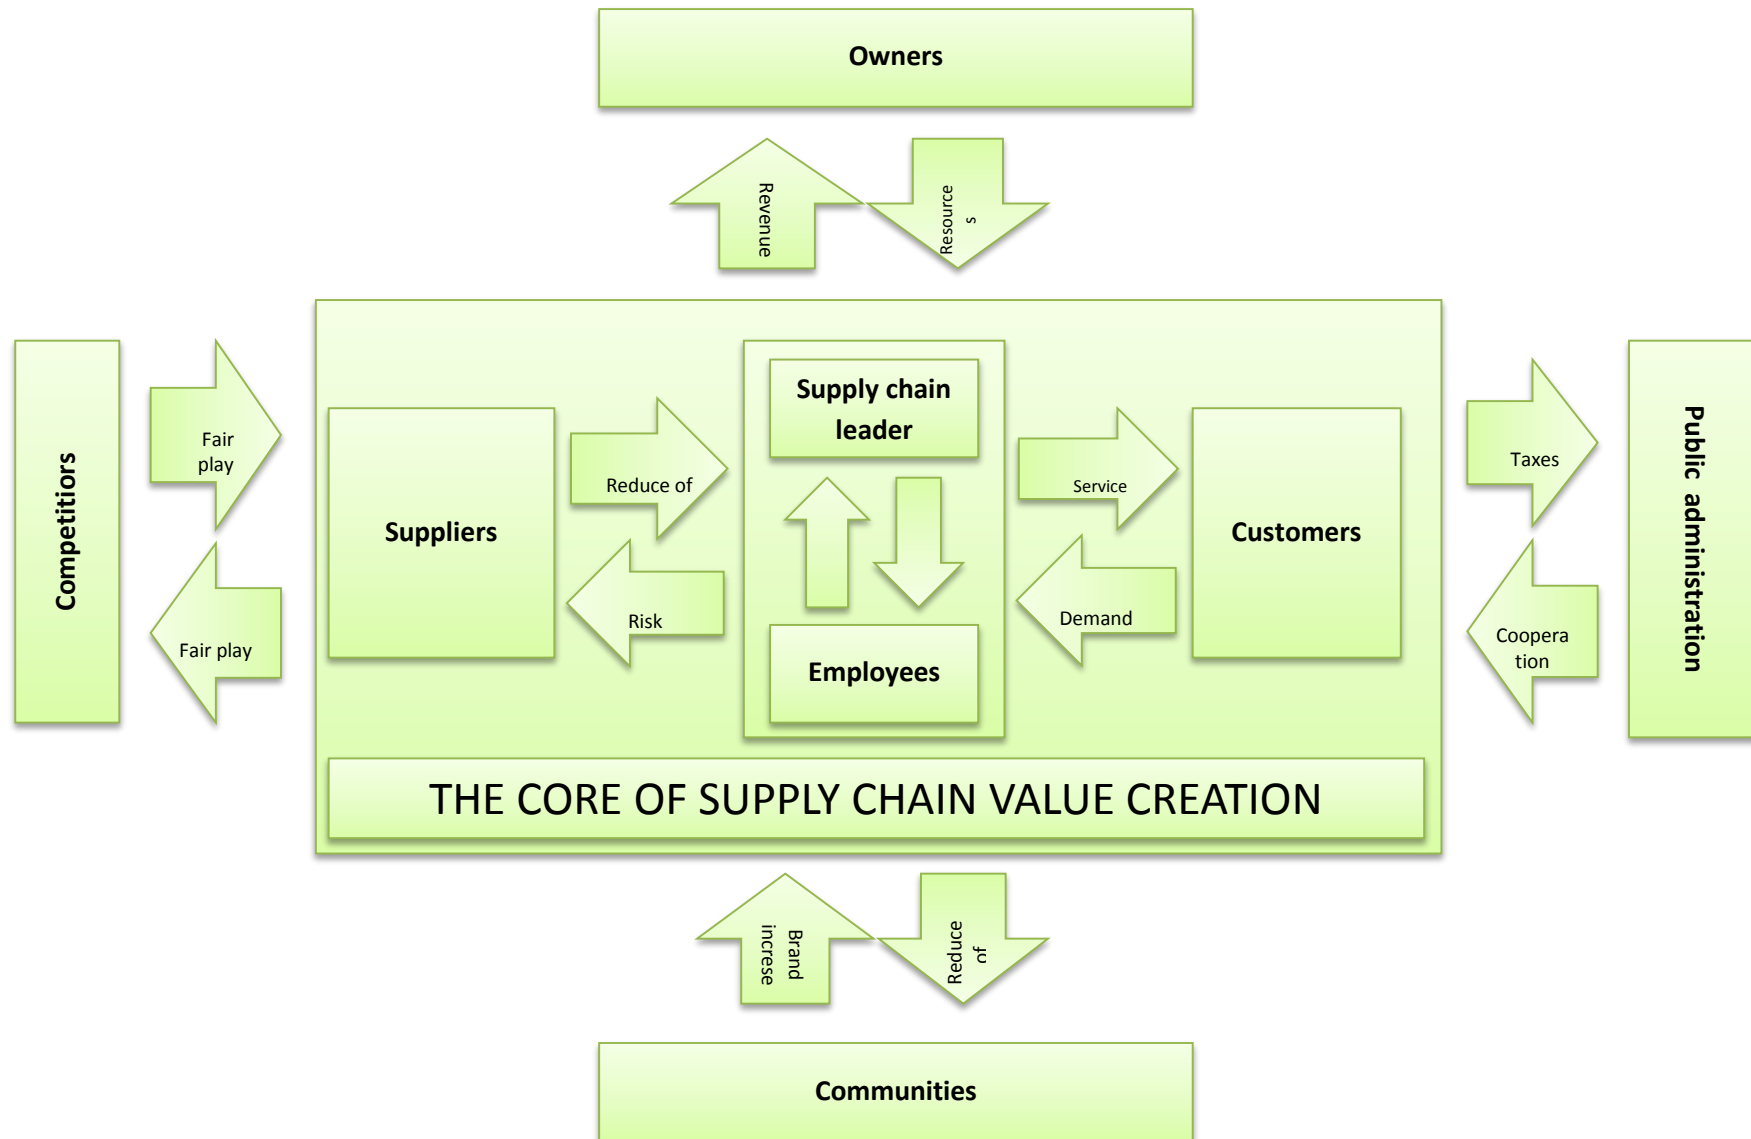 Owners
Revenue
Resource
s
Competitiors
Fair
play
Fair play
Suppliers
Reduce of
Risk
Supply chain
leader
Employees
Service
Demand
Customers
Taxes
Coopera
tion
Public administration
THE CORE OF SUPPLY CHAIN VALUE CREATION
Brand
increse
Reduce
of
Communities